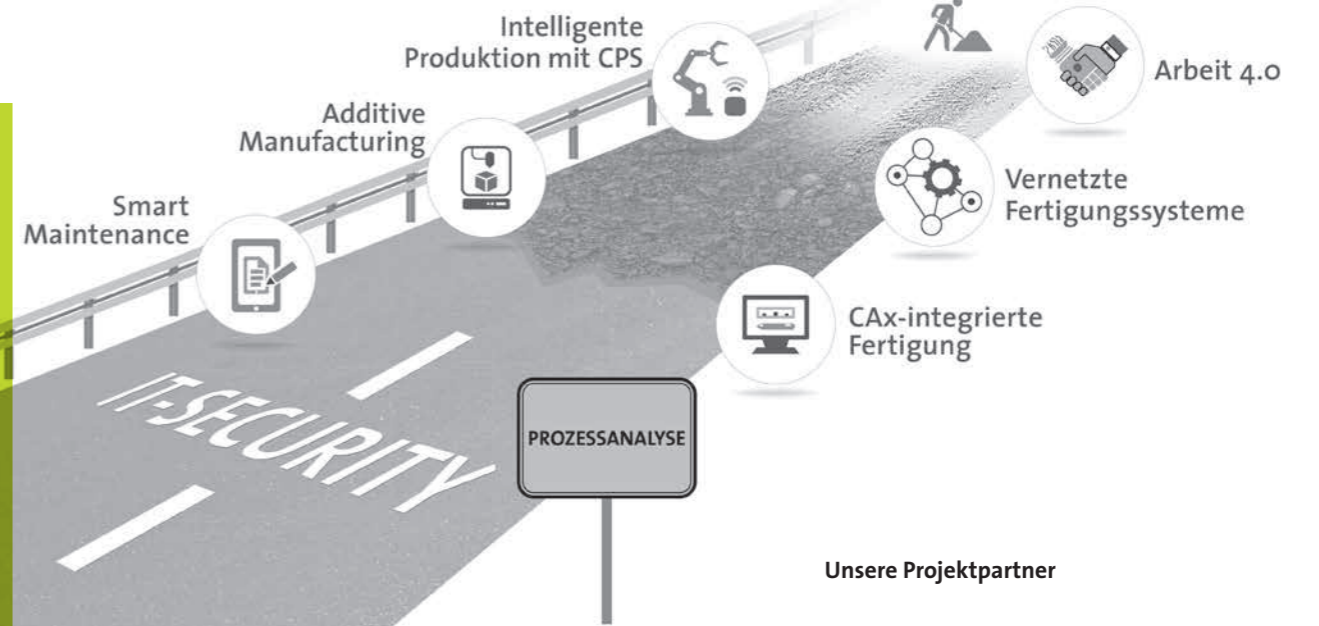 Intelligente
Produktion mit CPS
Arbeit 4.0
Additive
Manufacturing
Vernetzte
Fertigungssysteme
Smart
Maintenance
CAx-integrierte
Fertigung
IT-SECURITY
PROZESSANALYSE
Unsere Projektpartner